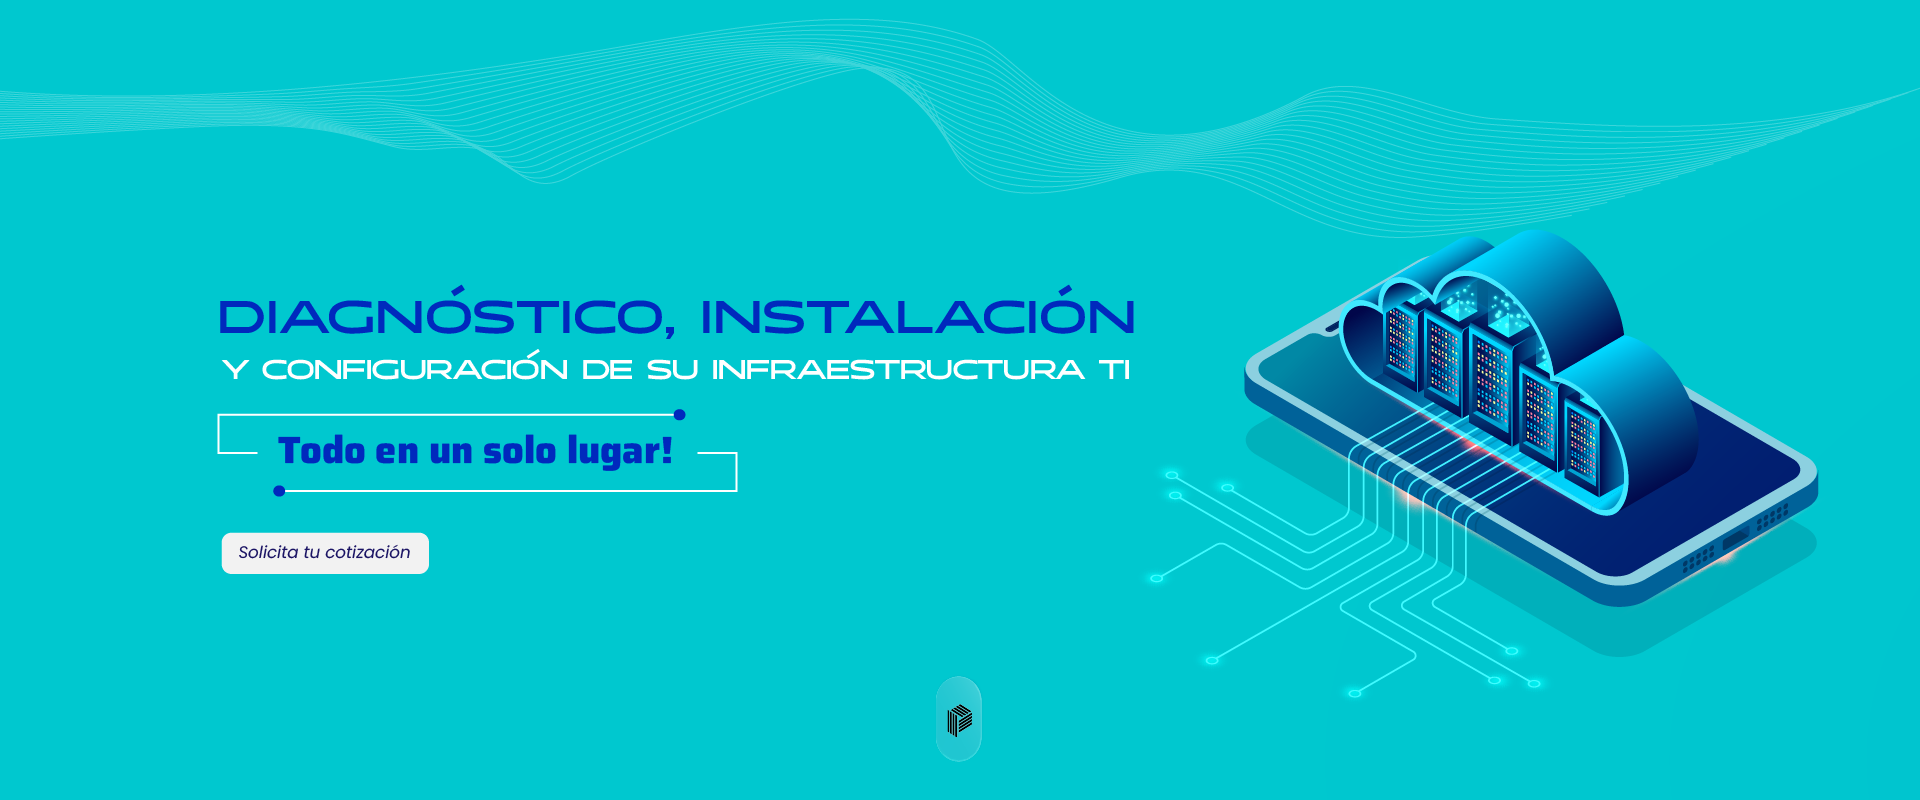 DIAGNÓSTICO, INSTALACIÓN
Y CONFIGURACIÓN DE SU INFRAESTRUCTURA TI
Todo en un solo lugar!
Solicita tu cotización